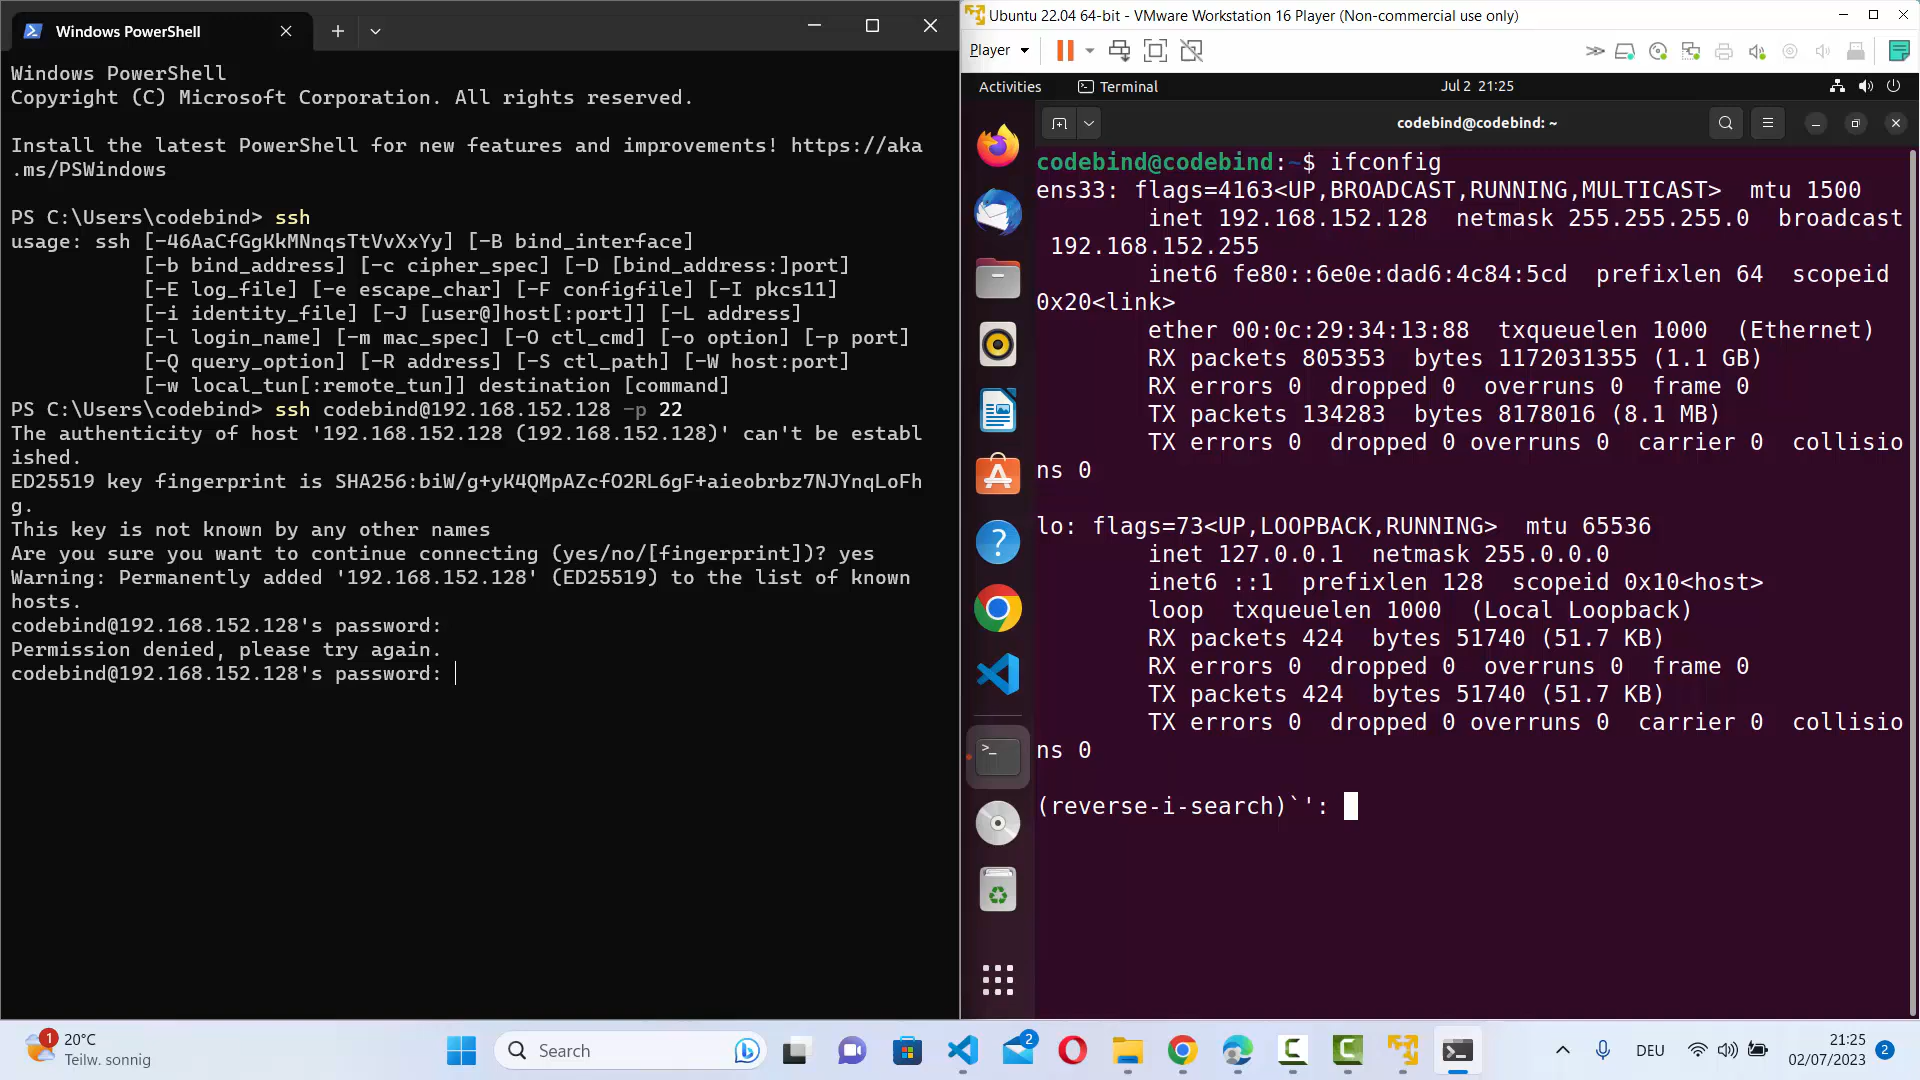 Windows PowerShell
Windows PowerShell
Copyright (C) Microsoft Corporation. All rights reserved.
Install the latest PowerShell for new features and improvements! https://aka
.ms/PSWindows
PS C:\Users\codebind> ssh
usage: ssh [-46AaCfGgKkMNnqsTtVvXxYy] [-B bind_interface]
[-b bind_address] [-c cipher_spec] [-D [bind_address:]port]
[-E log_file] [-e escape_char] [-F configfile] [-I pkcs11]
[-i identity_file] [-J [user@]host[:port]] [-L address]
[-l login_name] [-m mac_spec] [-O ctl_cmd] [-o option] [-p port]
[-Q query_option] [-R address] [-S ctl_path] [-W host:port]
[-w local_tun[:remote_tun]] destination [command]
PS C:\Users\codebind> ssh codebind@192.168.152.128 -p 22
The authenticity of host '192.168.152.128 (192.168.152.128)' can't be establ
ished.
ED25519 key fingerprint is SHA256:biW/g+yK4QMpAZcfO2RL6gF+aieobrbz7NJYnqLoFh
g.
This key is not known by any other names
Are you sure you want to continue connecting (yes/no/[fingerprint])? yes
Warning: Permanently added '192.168.152.128' (ED25519) to the list of known
hosts.
codebind@192.168.152.128's password:
Permission denied, please try again.
codebind@192.168.152.128's password:
Ubuntu 22.04 64-bit - VMware Workstation 16 Player (Non-commercial use only)
Player
Activities
Terminal
Jul 2 21:25
codebind@codebind: ~
codebind@codebind:~$ ifconfig
ens33: flags=4163<UP,BROADCAST,RUNNING,MULTICAST>  mtu 1500
inet 192.168.152.128  netmask 255.255.255.0  broadcast
192.168.152.255
inet6 fe80::6e0e:dad6:4c84:5cd  prefixlen 64  scopeid
0x20<link>
ether 00:0c:29:34:13:88  txqueuelen 1000  (Ethernet)
RX packets 805353  bytes 1172031355 (1.1 GB)
RX errors 0  dropped 0  overruns 0  frame 0
TX packets 134283  bytes 8178016 (8.1 MB)
TX errors 0  dropped 0 overruns 0  carrier 0  collisio
ns 0
lo: flags=73<UP,LOOPBACK,RUNNING>  mtu 65536
inet 127.0.0.1  netmask 255.0.0.0
inet6 ::1  prefixlen 128  scopeid 0x10<host>
loop  txqueuelen 1000  (Local Loopback)
RX packets 424  bytes 51740 (51.7 KB)
RX errors 0  dropped 0  overruns 0  frame 0
TX packets 424  bytes 51740 (51.7 KB)
TX errors 0  dropped 0 overruns 0  carrier 0  collisio
ns 0
(reverse-i-search)`':
1
20°C
Teilw. sonnig
Search
2
DEU
21:25
02/07/2023
2